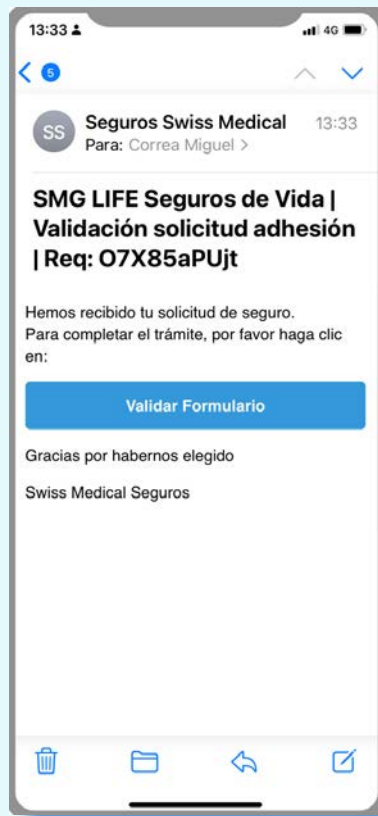 13:33
4G
5
SS
Seguros Swiss Medical 13:33
Para: Correa Miguel >
SMG LIFE Seguros de Vida |
Validación solicitud adhesión
| Req: O7X85aPUjt
Hemos recibido tu solicitud de seguro.
Para completar el trámite, por favor haga clic
en:
Validar Formulario
Gracias por habernos elegido
Swiss Medical Seguros